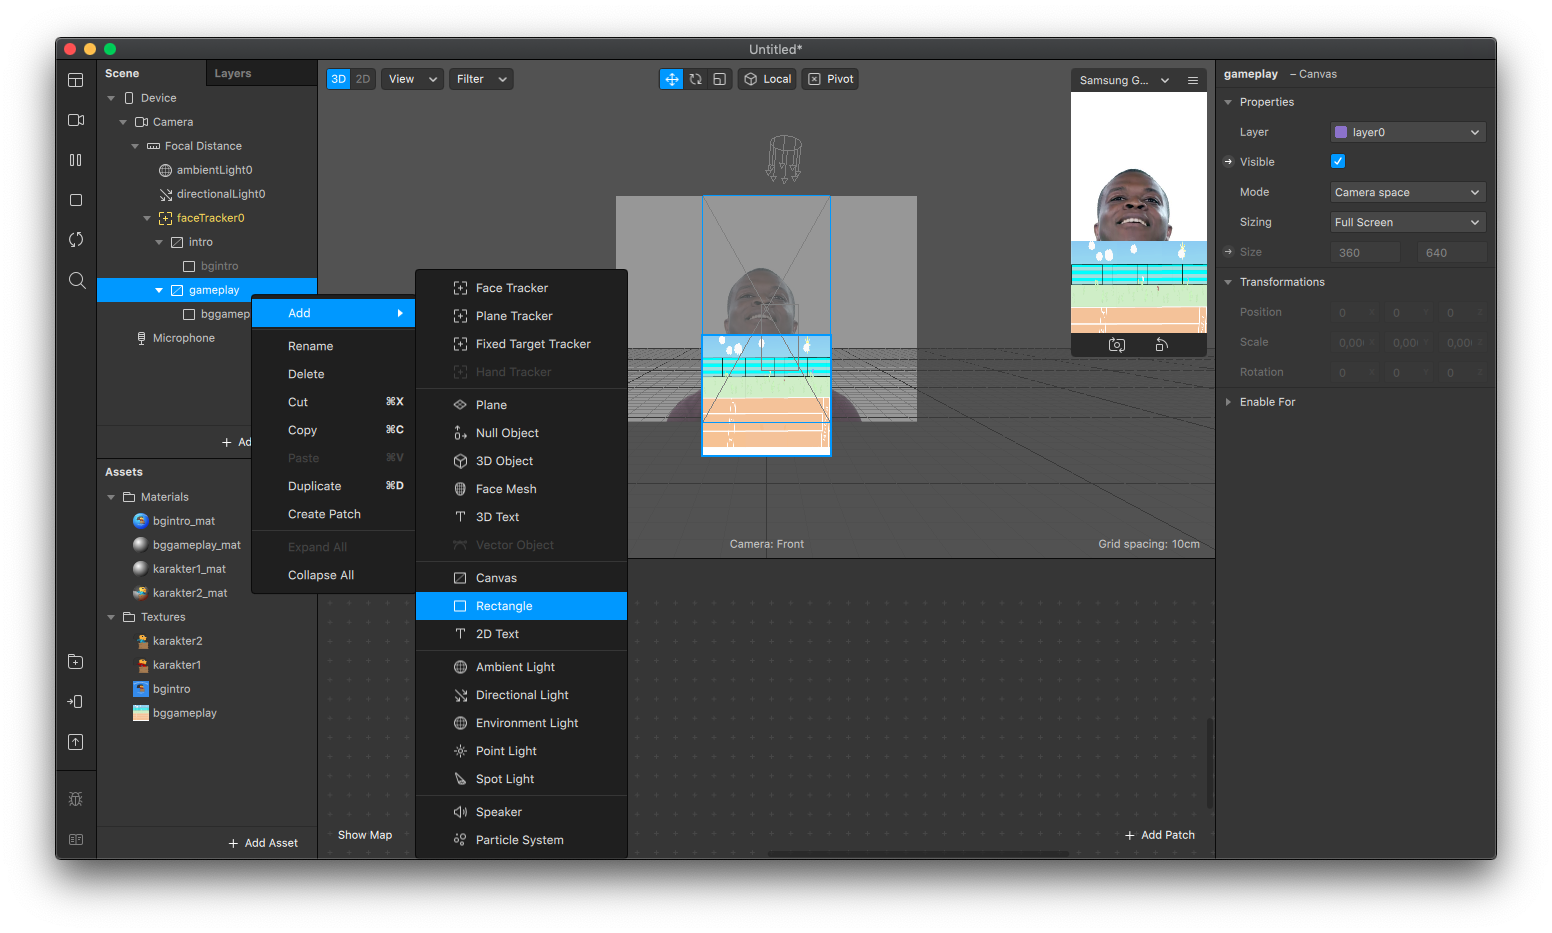 Untitled*
Scene
Layers
Device
Camera
Focal Distance
ambientLight0
directionalLight0
faceTracker0
intro
bgintro
gameplay
bggamep
Microphone
Add
Rename
Delete
Cut ⌘X
Copy ⌘C
Paste ⌘V
Duplicate ⌘D
Create Patch
Expand All
Collapse All
Face Tracker
Plane Tracker
Fixed Target Tracker
Hand Tracker
Plane
Null Object
3D Object
Face Mesh
3D Text
Vector Object
Canvas
Rectangle
2D Text
Ambient Light
Directional Light
Environment Light
Point Light
Spot Light
Speaker
Particle System
+ Ad
Assets
Materials
bgintro_mat
bggameplay_mat
karakter1_mat
karakter2_mat
Textures
karakter2
karakter1
bgintro
bggameplay
+ Add Asset
3D 2D
View
Filter
Local
Pivot
Samsung G...
Camera: Front
Grid spacing: 10cm
Show Map
+ Add Patch
gameplay – Canvas
Properties
Layer layer0
Visible
Mode Camera space
Sizing Full Screen
Size 360 640
Transformations
Position 0 0 0
Scale 0,00 0,00 0,00
Rotation 0 0 0
Enable For